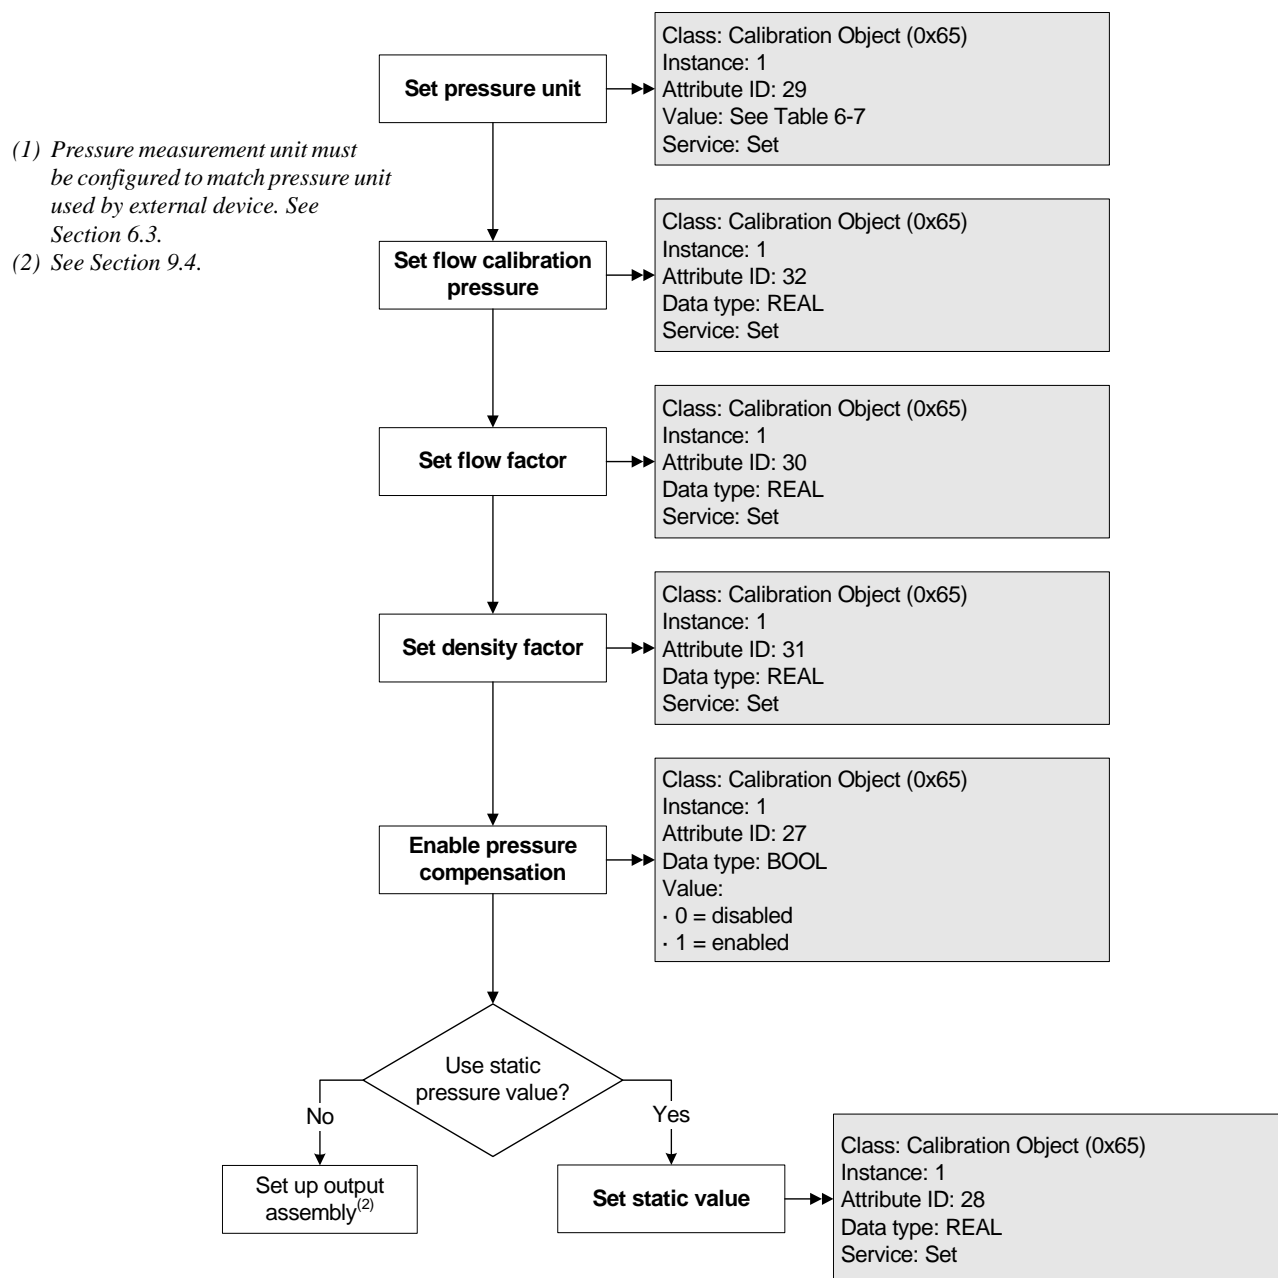 Set pressure unit
Class: Calibration Object (0x65)
Instance: 1
Attribute ID: 29
Value: See Table 6-7
Service: Set
(1) Pressure measurement unit must
be configured to match pressure unit
used by external device. See
Section 6.3.
(2) See Section 9.4.
Set flow calibration
pressure
Class: Calibration Object (0x65)
Instance: 1
Attribute ID: 32
Data type: REAL
Service: Set
Set flow factor
Class: Calibration Object (0x65)
Instance: 1
Attribute ID: 30
Data type: REAL
Service: Set
Set density factor
Class: Calibration Object (0x65)
Instance: 1
Attribute ID: 31
Data type: REAL
Service: Set
Enable pressure
compensation
Class: Calibration Object (0x65)
Instance: 1
Attribute ID: 27
Data type: BOOL
Value:
· 0 = disabled
· 1 = enabled
Use static
pressure value?
No
Yes
Set up output
assembly(2)
Set static value
Class: Calibration Object (0x65)
Instance: 1
Attribute ID: 28
Data type: REAL
Service: Set